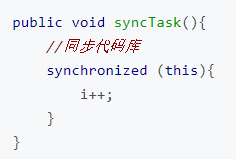 public void syncTask(){
//同步代码库
synchronized (this){
i++;
}
}